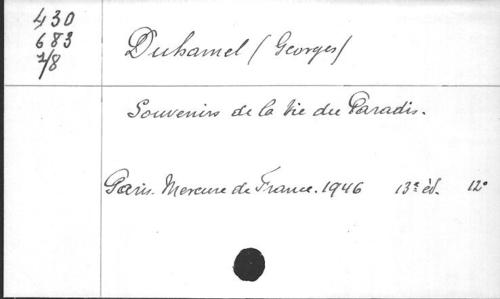 430
683
7/8
Duhamel (Georges)
Souvenirs de la Vie du Paradis.
Paris. Mercure de France. 1946 13e éd. 12°